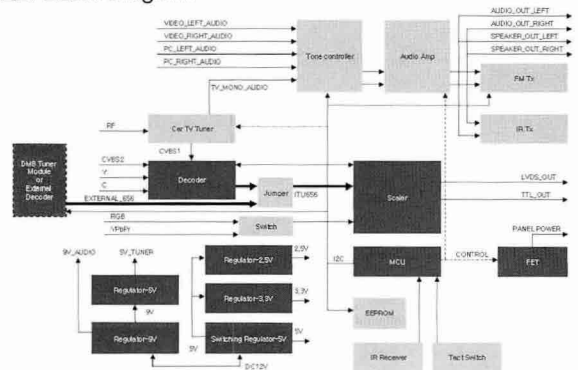 VIDEO_LEFT_AUDIO
VIDEO_RIGHT_AUDIO
PC_LEFT_AUDIO
PC_RIGHT_AUDIO
TV_MONO_AUDIO
Tone controller
Audio Amp
AUDIO_OUT_LEFT
AUDIO_OUT_RIGHT
SPEAKER_OUT_LEFT
SPEAKER_OUT_RIGHT
FM Tx
IR Tx
RF
Car TV Tuner
CVBS1
DMB Tuner
Module
or
External
Decoder
CVBS2
Y
C
EXTERNAL_656
Decoder
Jumper
ITU656
Scaler
LVDS_OUT
TTL_OUT
RGB
YPbPr
Switch
PANEL POWER
9V_AUDIO
5V_TUNER
Regulator-2,5V
2,5V
I2C
MCU
CONTROL
FET
Regulator-5V
Regulator-3,3V
3,3V
9V
EEPROM
Regulator-9V
Switching Regulator-5V
5V
5V
DC12V
IR Receiver
Tact Switch